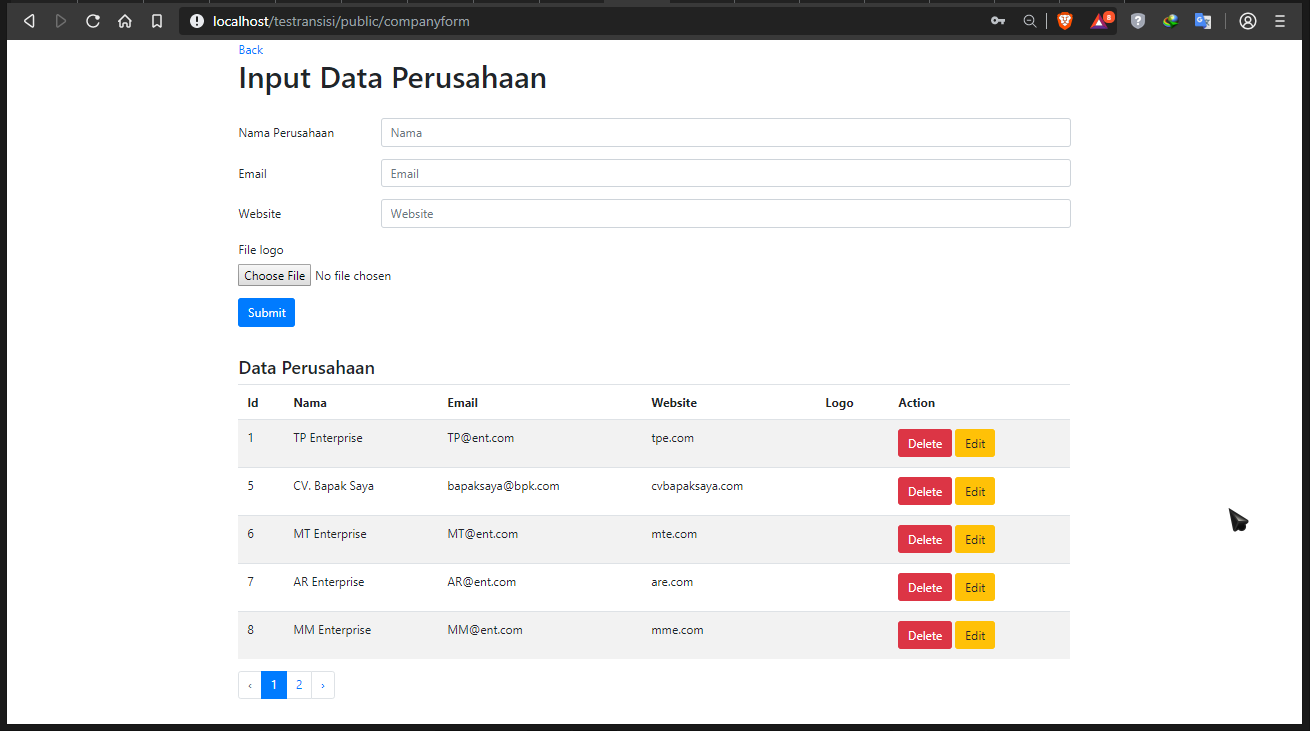 localhost/testransisi/public/companyform
8
Back
Input Data Perusahaan
Nama Perusahaan Nama
Email Email
Website Website
File logo
Choose File No file chosen
Submit
Data Perusahaan
Id Nama Email Website Logo Action
1 TP Enterprise TP@ent.com tpe.com Delete Edit
5 CV. Bapak Saya bapaksaya@bpk.com cvbapaksaya.com Delete Edit
6 MT Enterprise MT@ent.com mte.com Delete Edit
7 AR Enterprise AR@ent.com are.com Delete Edit
8 MM Enterprise MM@ent.com mme.com Delete Edit
‹ 1 2 ›